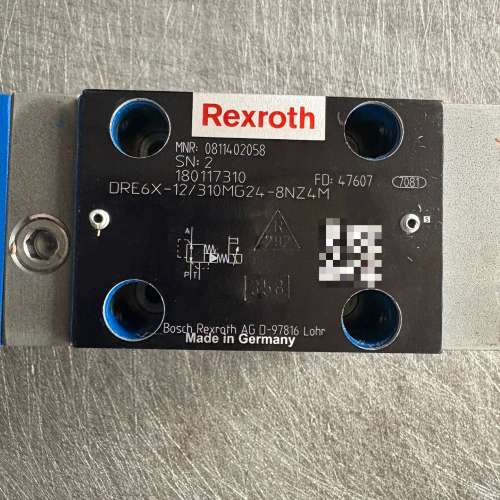 Rexroth
MNR: 0811402058
SN: 2
180117310 FD: 47607 7081
DRE6X-12/310MG24-8NZ4M
A
P T
Bosch Rexroth AG D-97816 Lohr
Made in Germany